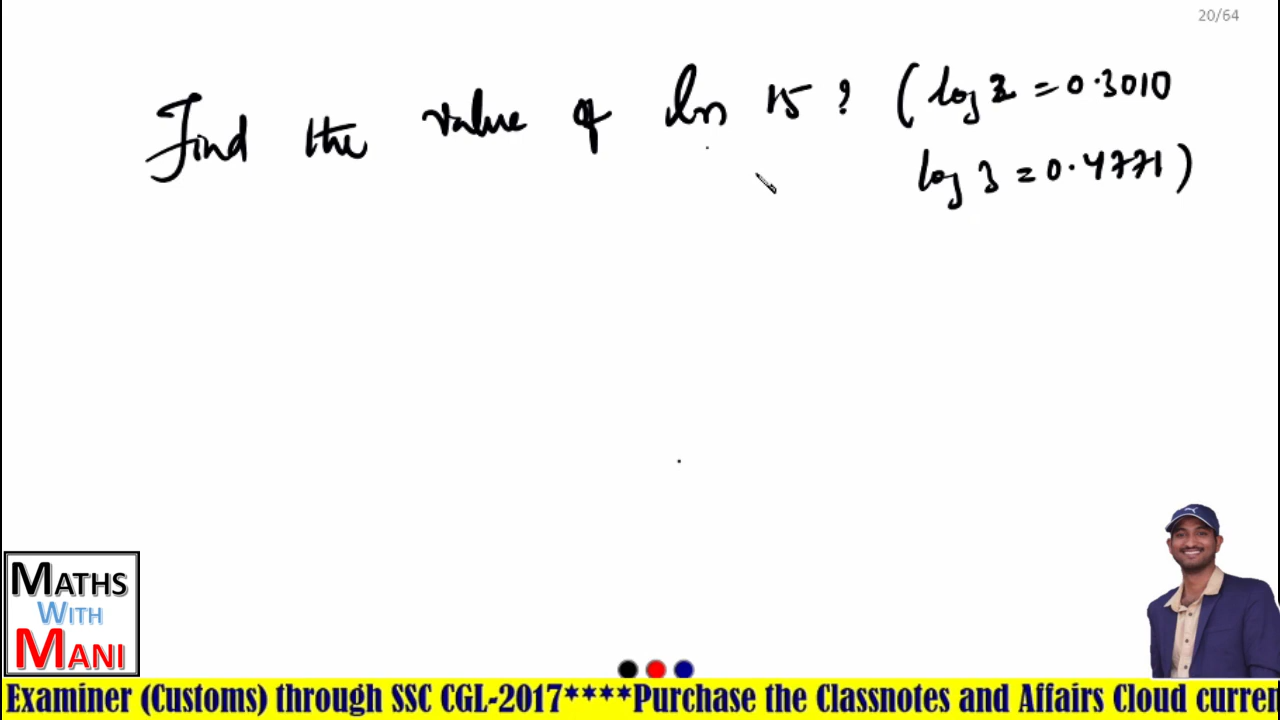 20/64
Find the value of ln 15 ? ( log 2 = 0.3010
log 3 = 0.4771 )
MATHS
WITH
MANI
Examiner (Customs) through SSC CGL-2017****Purchase the Classnotes and Affairs Cloud curren